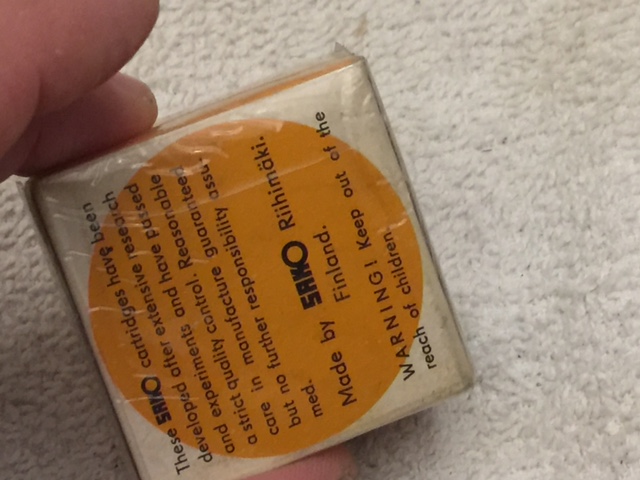 These SAKO cartridges have been
developed after extensive research
and experiments and have passed
a strict quality control. Reasonable
care in manufacture guaranteed
but no further responsibility assu-
med.
Made by SAKO Riihimäki.
Finland.
WARNING! Keep out of the
reach of children